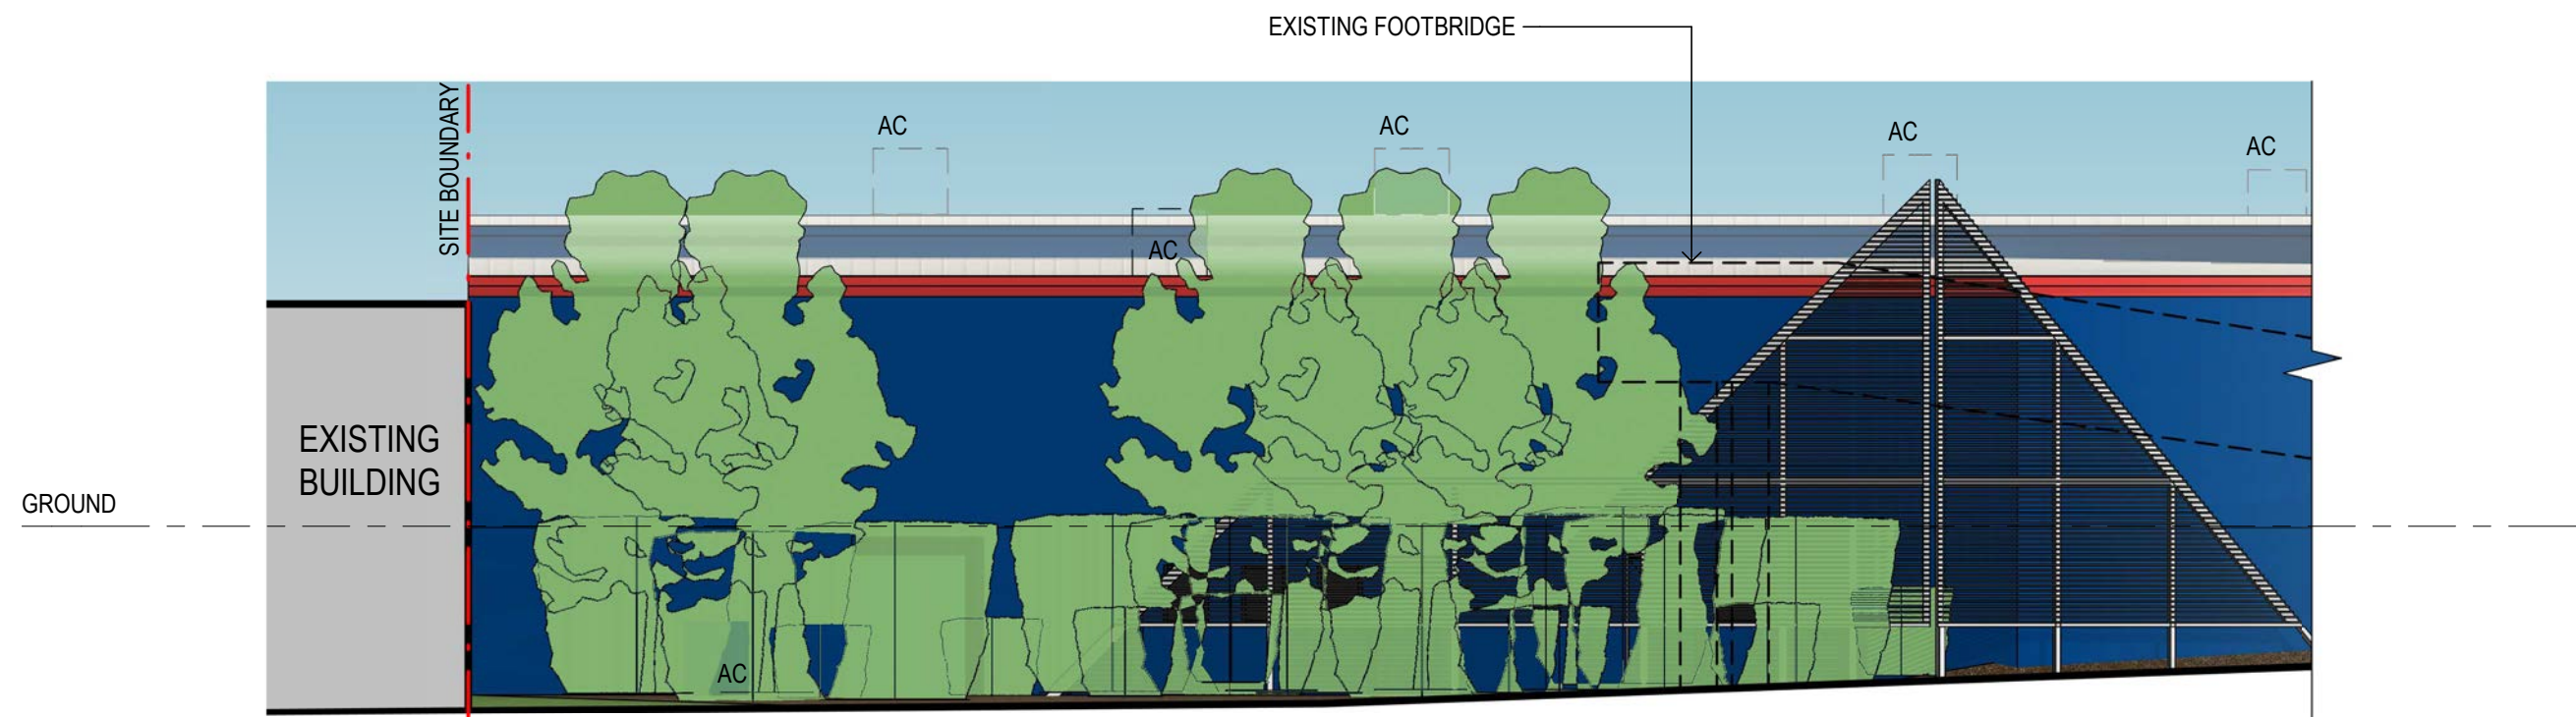 EXISTING FOOTBRIDGE
SITE BOUNDARY
AC
AC
AC
AC
AC
EXISTING
BUILDING
GROUND
AC